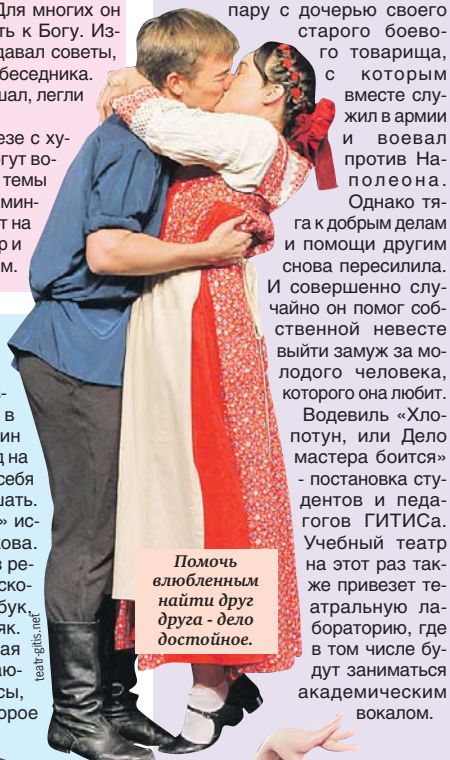 Для многих он
ть к Богу. Из-
давал советы,
беседника.
шал, легли
езе с ху-
гут во-
темы
мин-
т на
р и
м.
з-
в
ин
д на
себя
шать.
» ис-
кова.
в ре-
ско-
бук,
як.
ая
аю-
сы,
орое
teatr-gitis.net
Помочь
влюбленным
найти друг
друга - дело
достойное.
пару с дочерью своего
старого боево-
го товарища,
с которым
вместе слу-
жил в армии
и воевал
против На-
полеона.
Однако тя-
га к добрым делам
и помощи другим
снова пересилила.
И совершенно слу-
чайно он помог соб-
ственной невесте
выйти замуж за мо-
лодого человека,
которого она любит.
Водевиль «Хло-
потун, или Дело
мастера боится»
- постановка сту-
дентов и педа-
гогов ГИТИСа.
Учебный театр
на этот раз так-
же привезет те-
атральную ла-
бораторию, где
в том числе бу-
дут заниматься
академическим
вокалом.